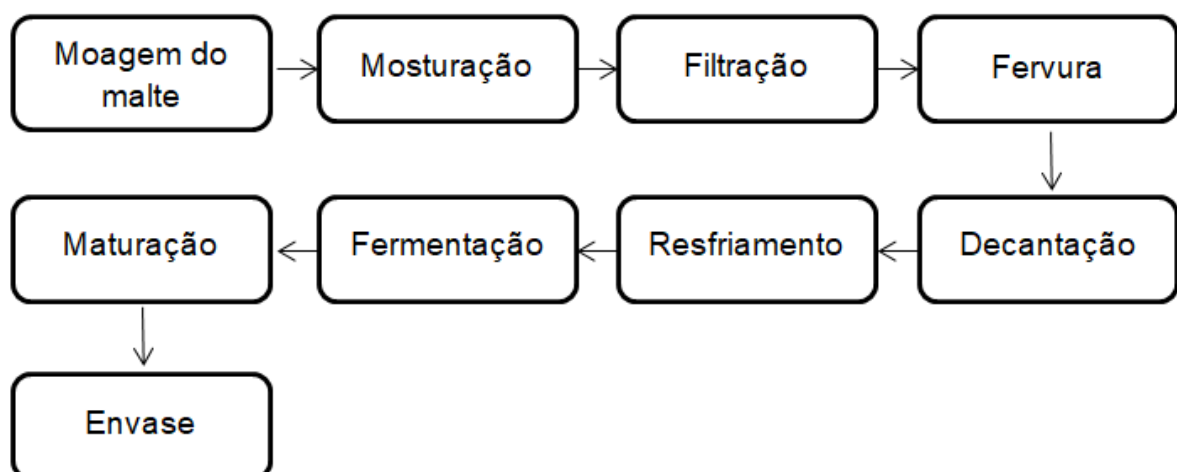 Moagem do
malte
Mosturação
Filtração
Fervura
Decantação
Resfriamento
Fermentação
Maturação
Envase